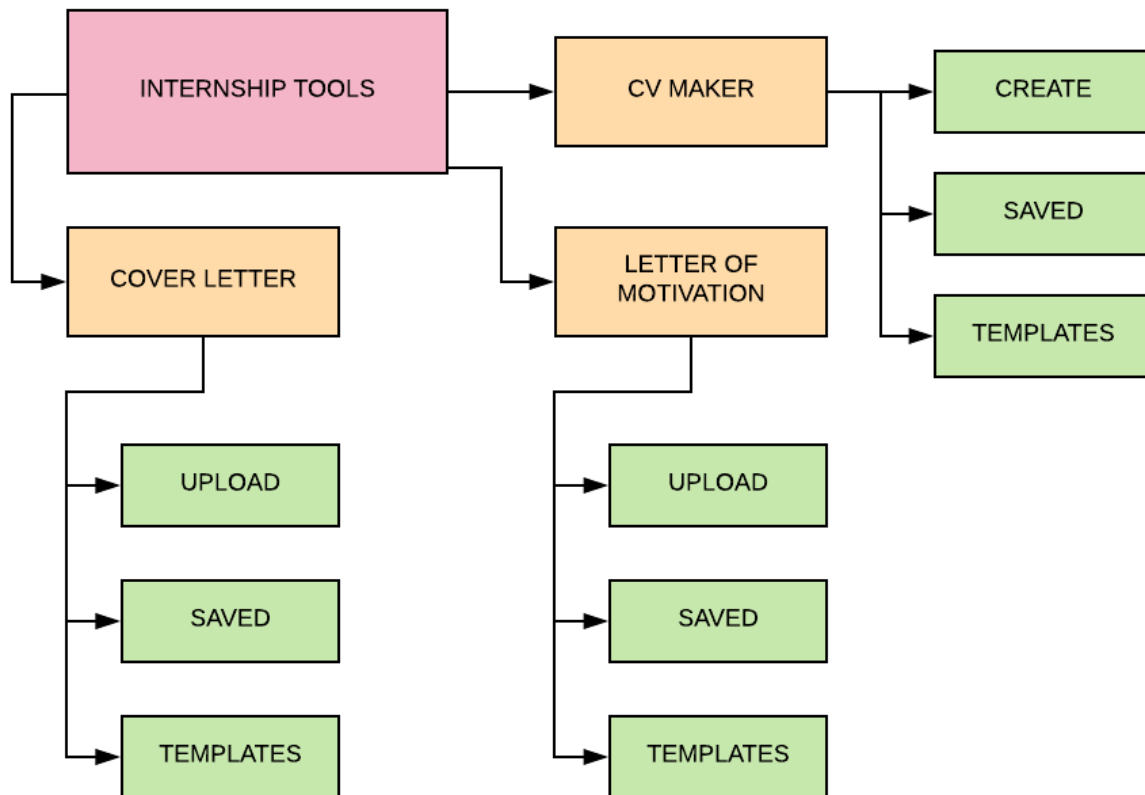 INTERNSHIP TOOLS
CV MAKER
CREATE
SAVED
TEMPLATES
COVER LETTER
LETTER OF
MOTIVATION
UPLOAD
SAVED
TEMPLATES
UPLOAD
SAVED
TEMPLATES